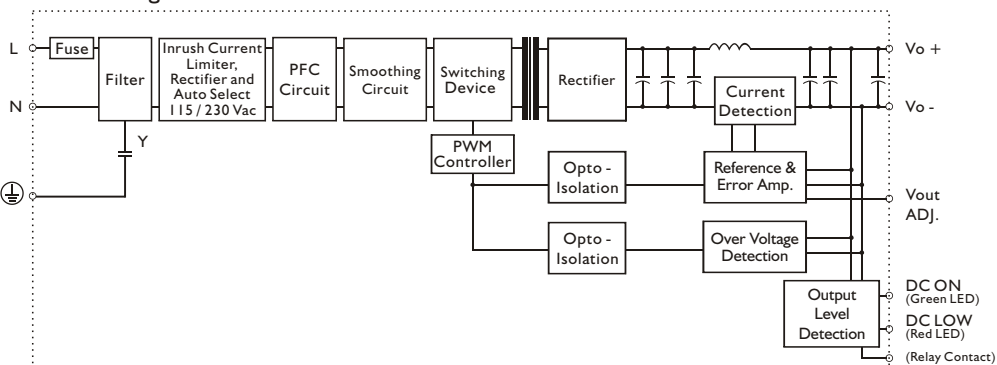 L
Fuse
Filter
Inrush Current
Limiter,
Rectifier and
Auto Select
115 / 230 Vac
PFC
Circuit
Smoothing
Circuit
Switching
Device
Rectifier
Current
Detection
Vo +
N
Vo -
Y
PWM
Controller
Opto -
Isolation
Reference &
Error Amp.
Vout
ADJ.
Opto -
Isolation
Over Voltage
Detection
Output
Level
Detection
DC ON
(Green LED)
DC LOW
(Red LED)
(Relay Contact)